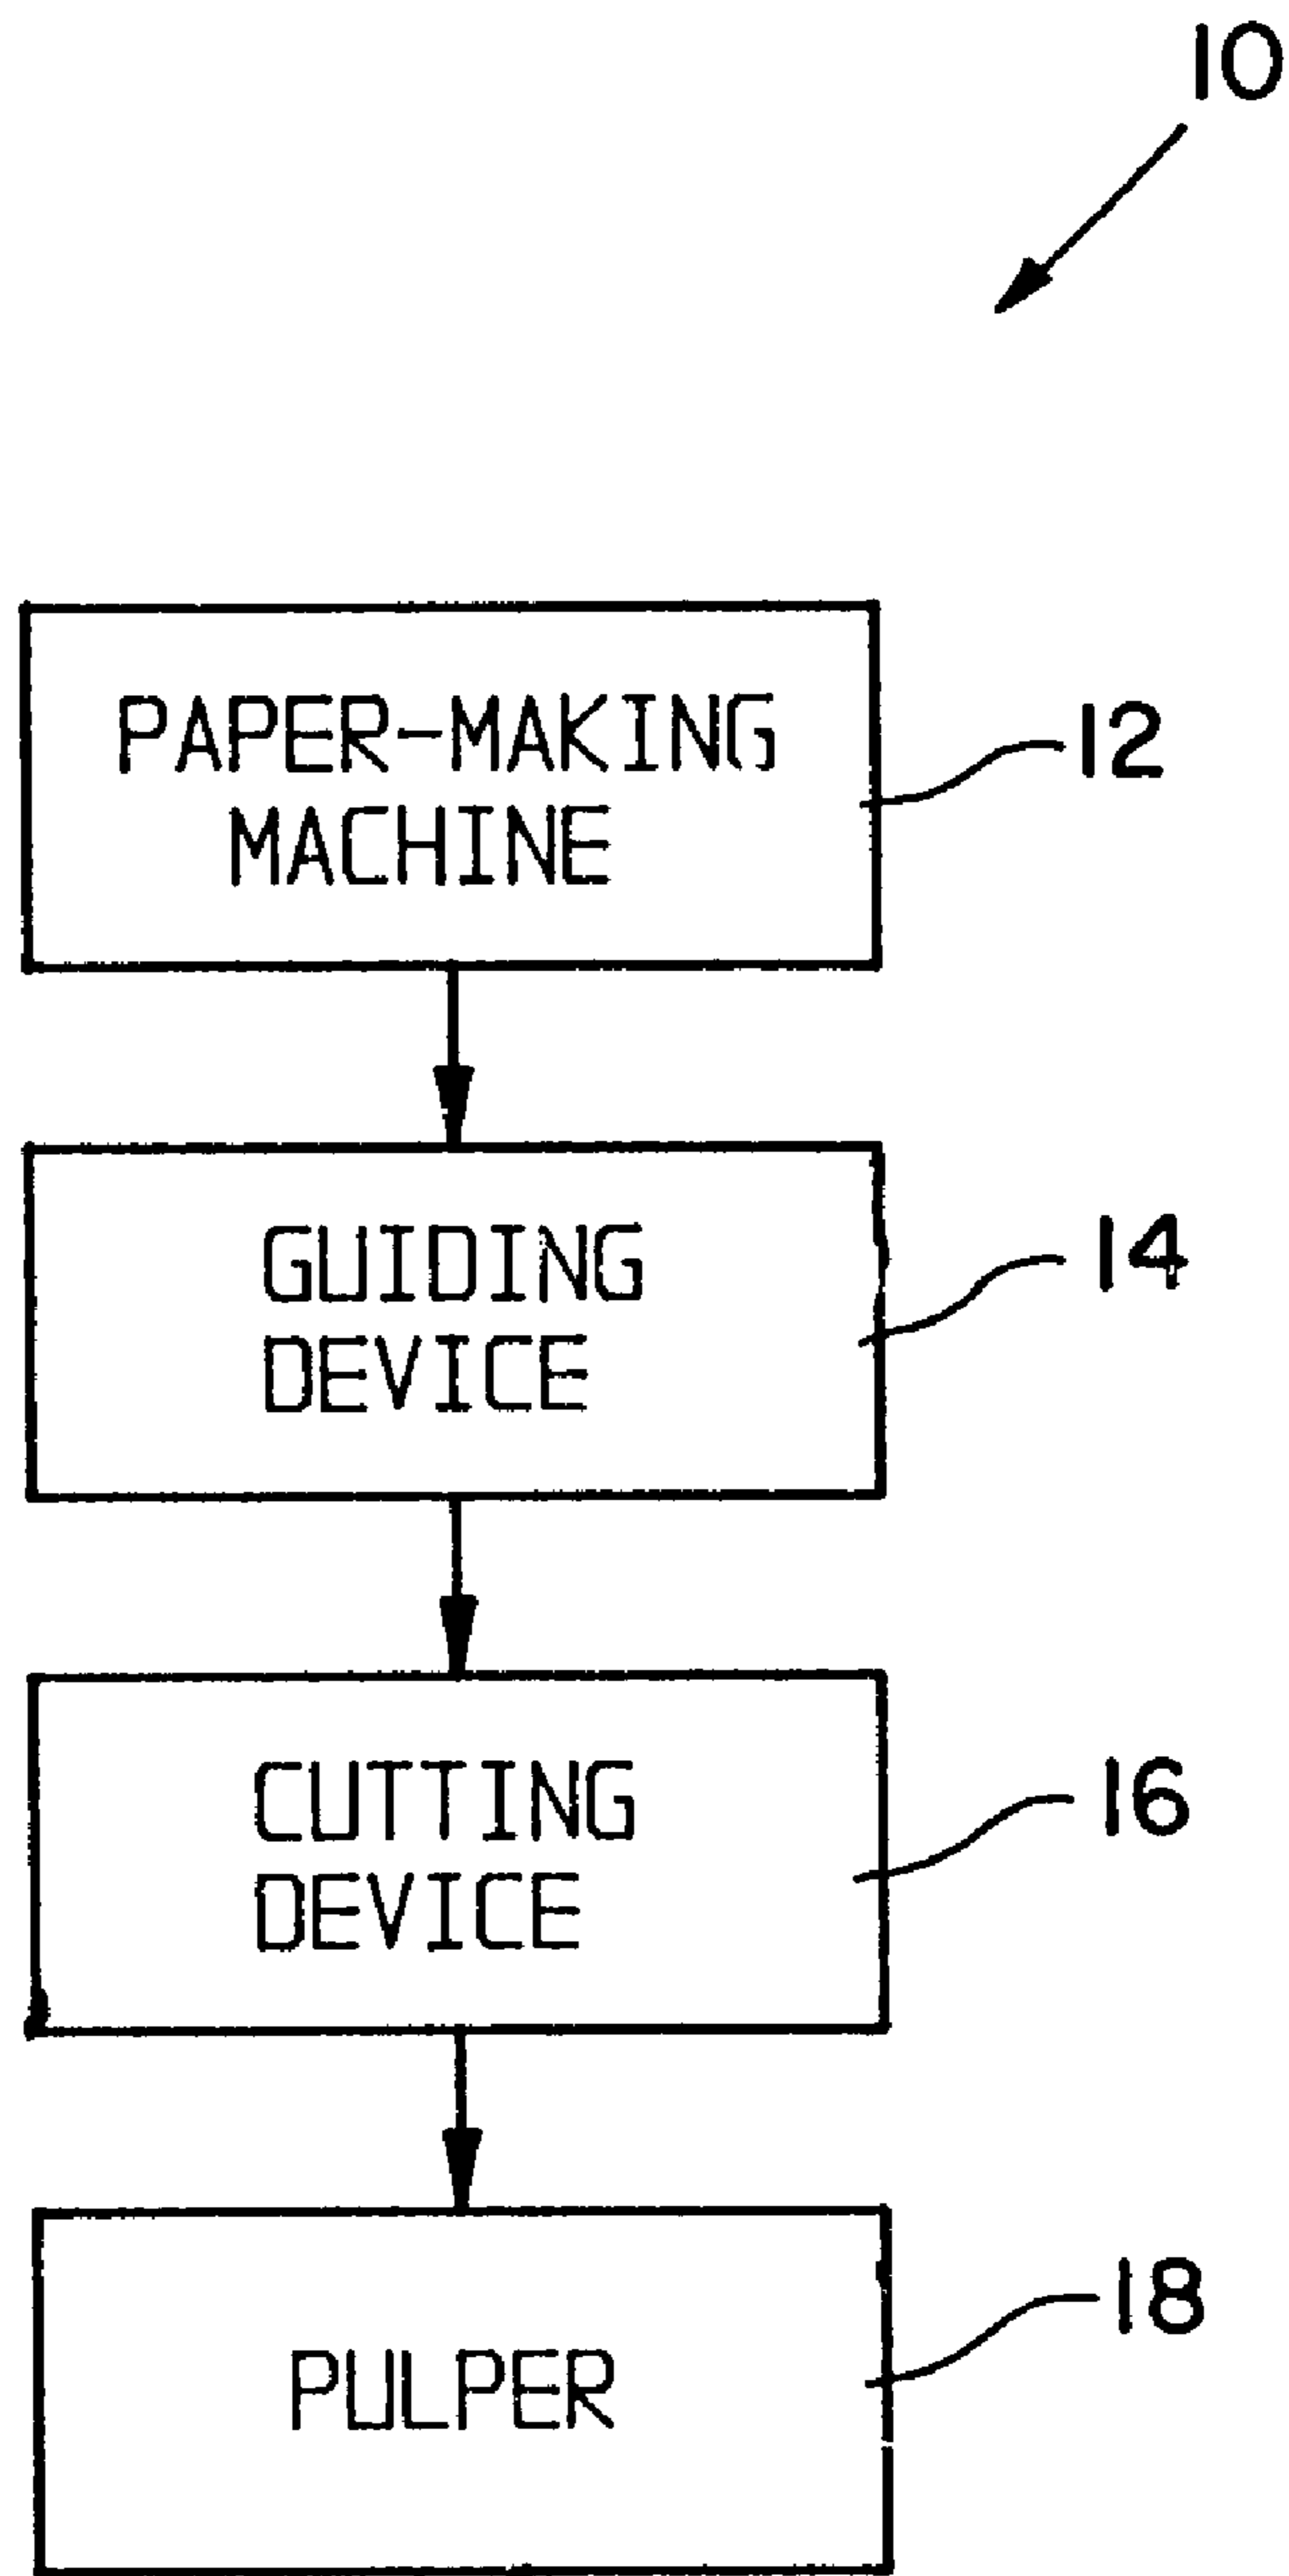 10
PAPER-MAKING
MACHINE
12
GUIDING
DEVICE
14
CUTTING
DEVICE
16
PULPER
18